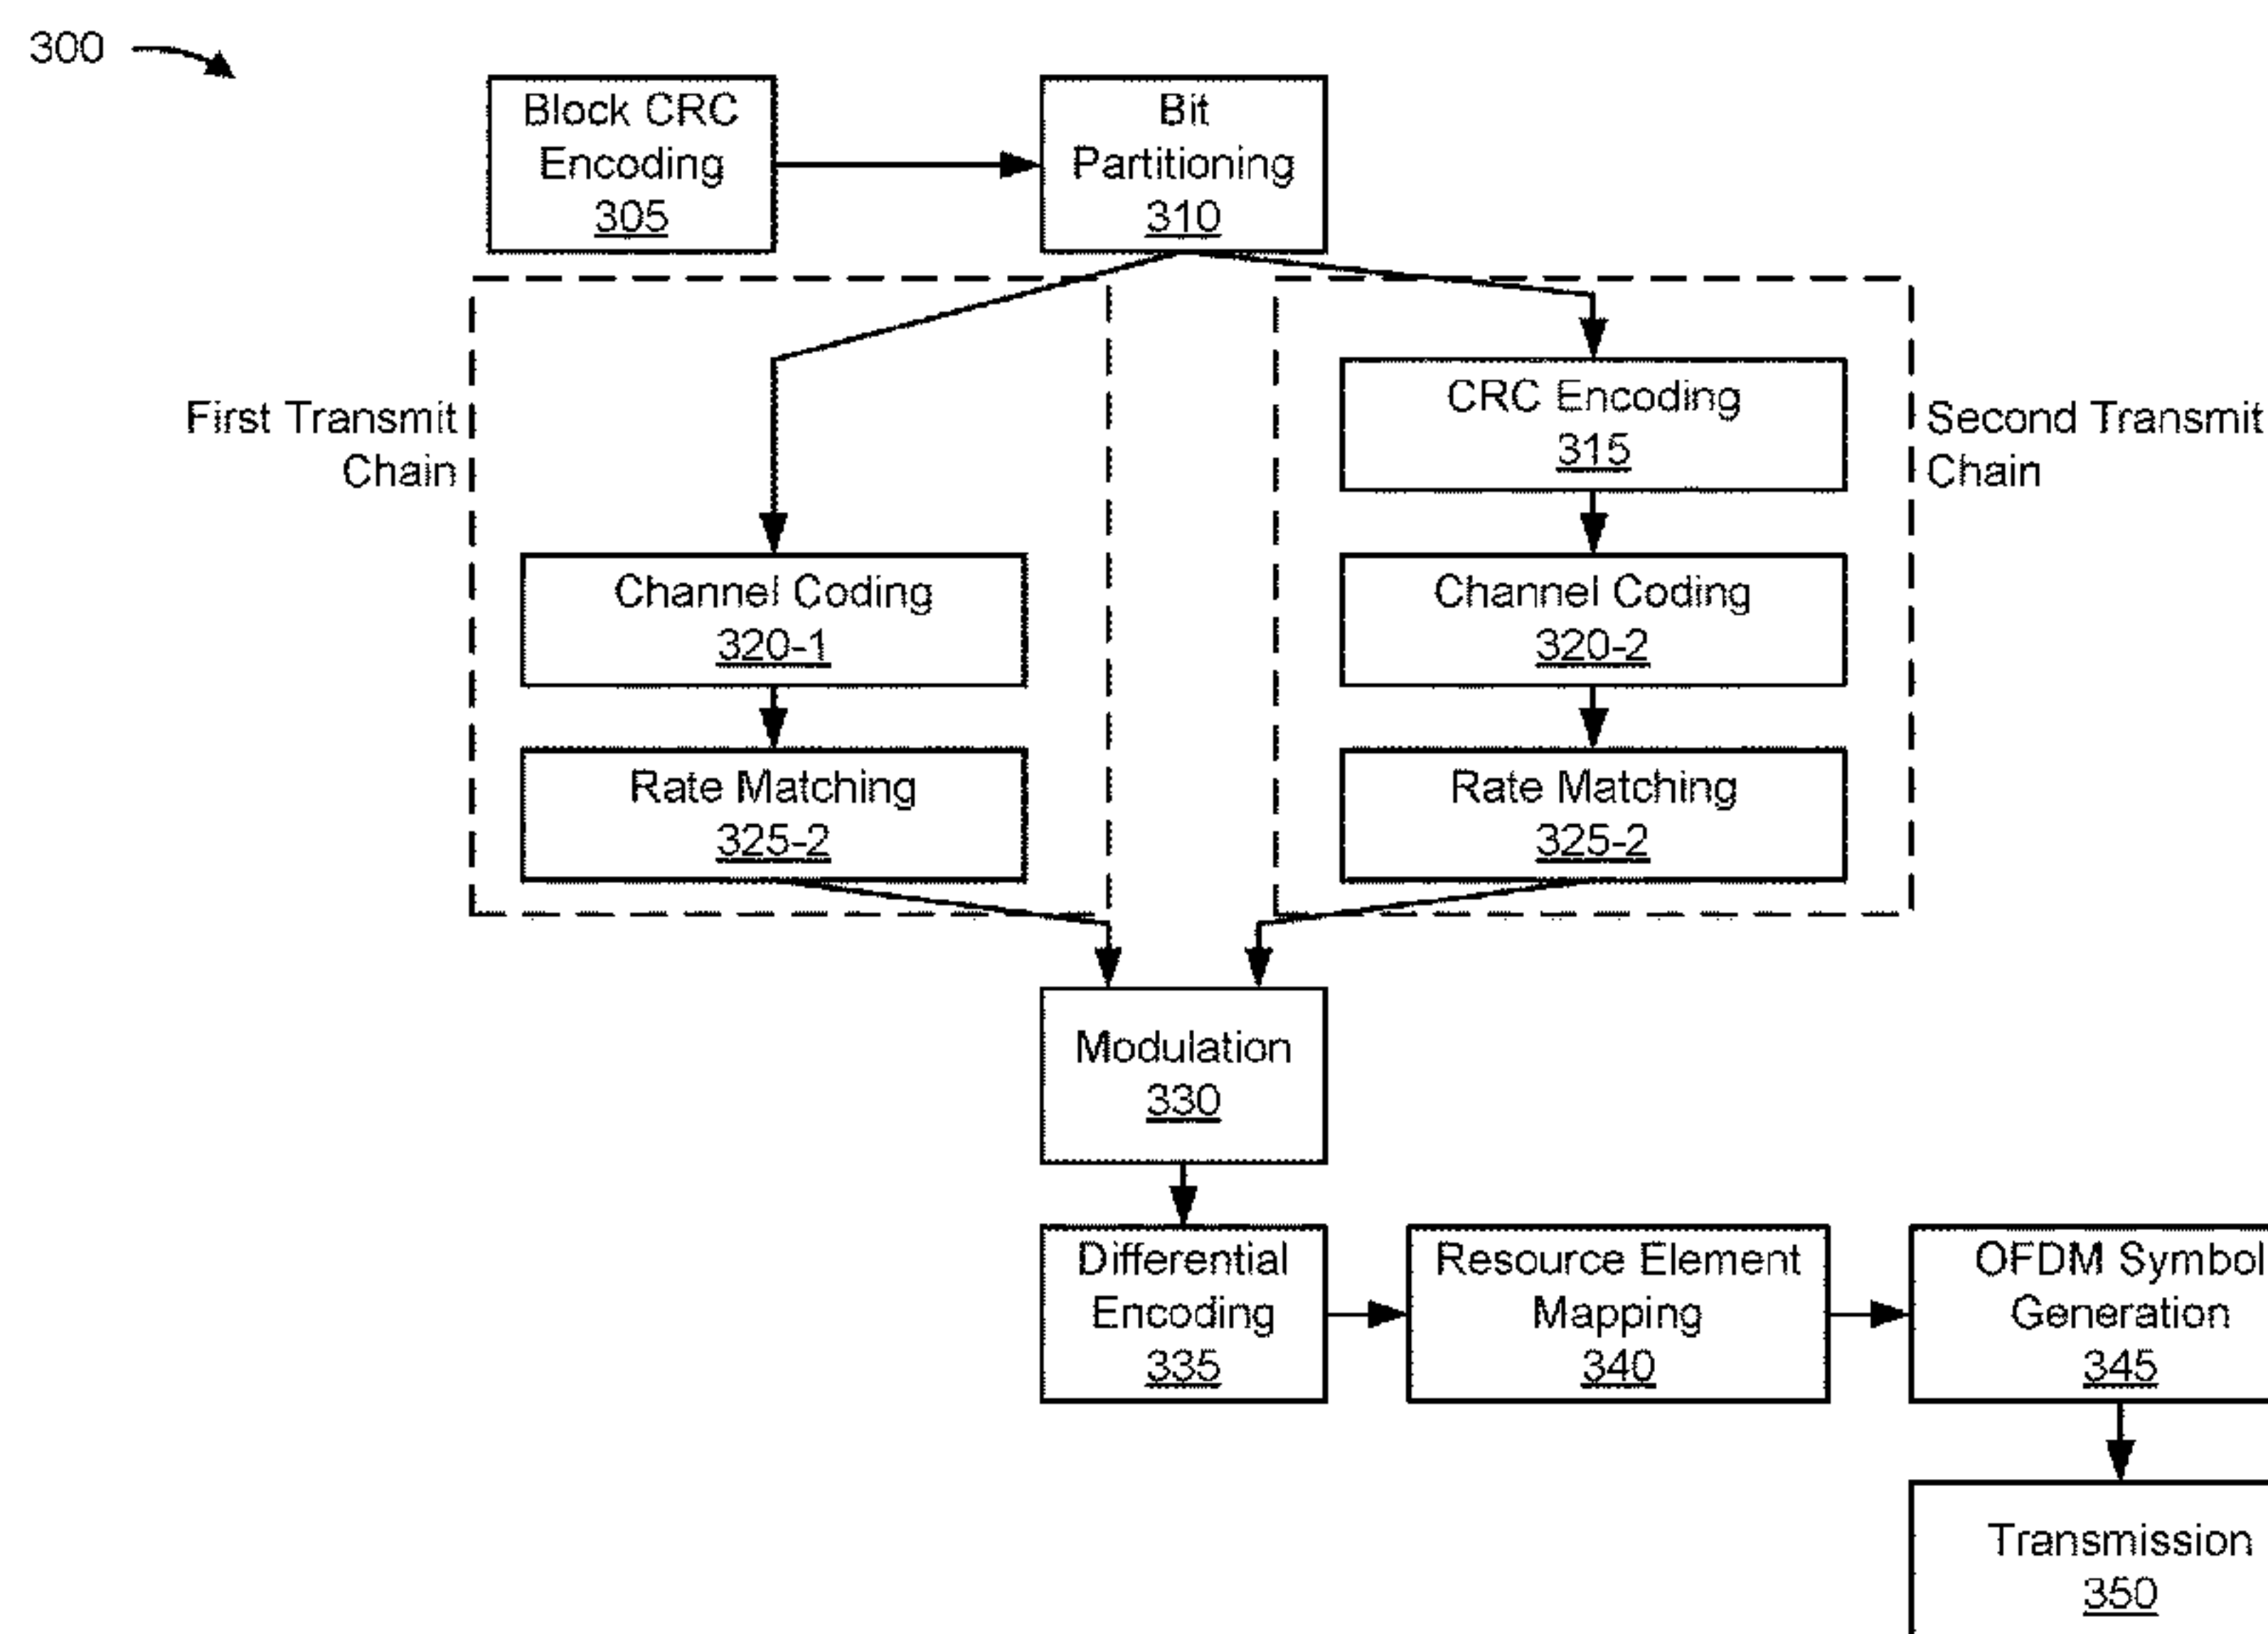 300
Block CRC
Encoding
305
Bit
Partitioning
310
First Transmit
Chain
Channel Coding
320-1
Rate Matching
325-2
CRC Encoding
315
Channel Coding
320-2
Rate Matching
325-2
Second Transmit
Chain
Modulation
330
Differential
Encoding
335
Resource Element
Mapping
340
OFDM Symbol
Generation
345
Transmission
350